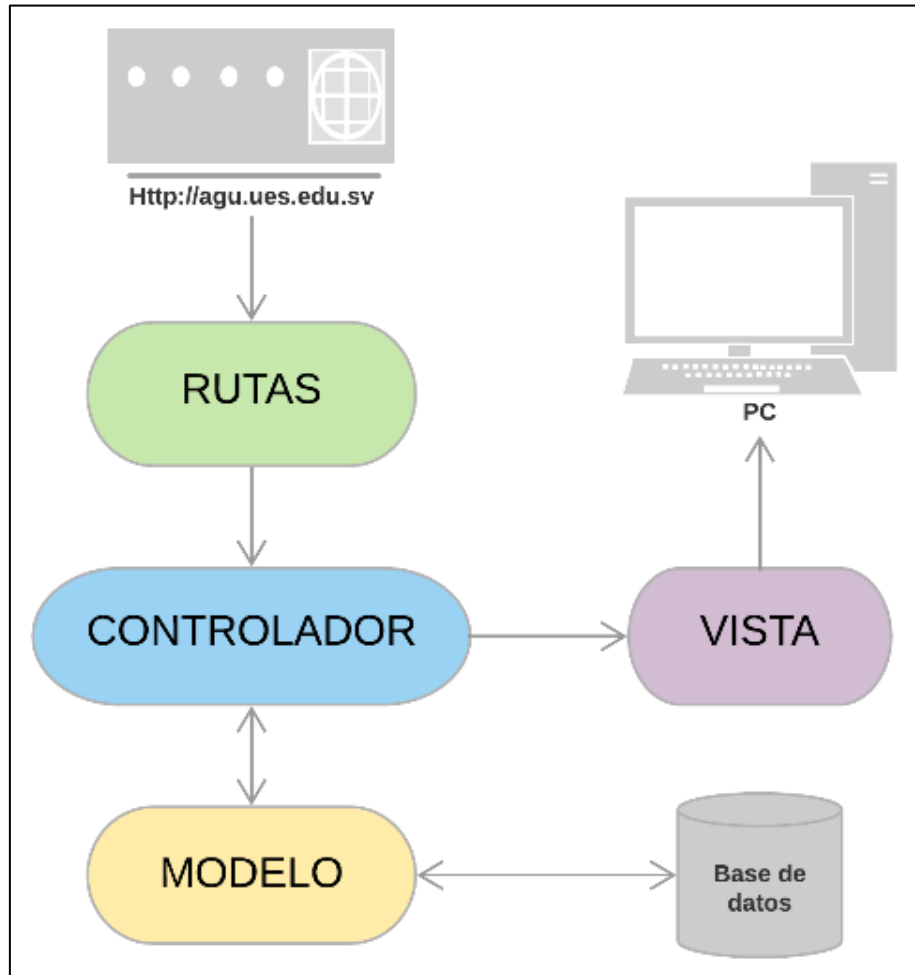 Http://agu.ues.edu.sv
RUTAS
PC
CONTROLADOR
VISTA
MODELO
Base de
datos